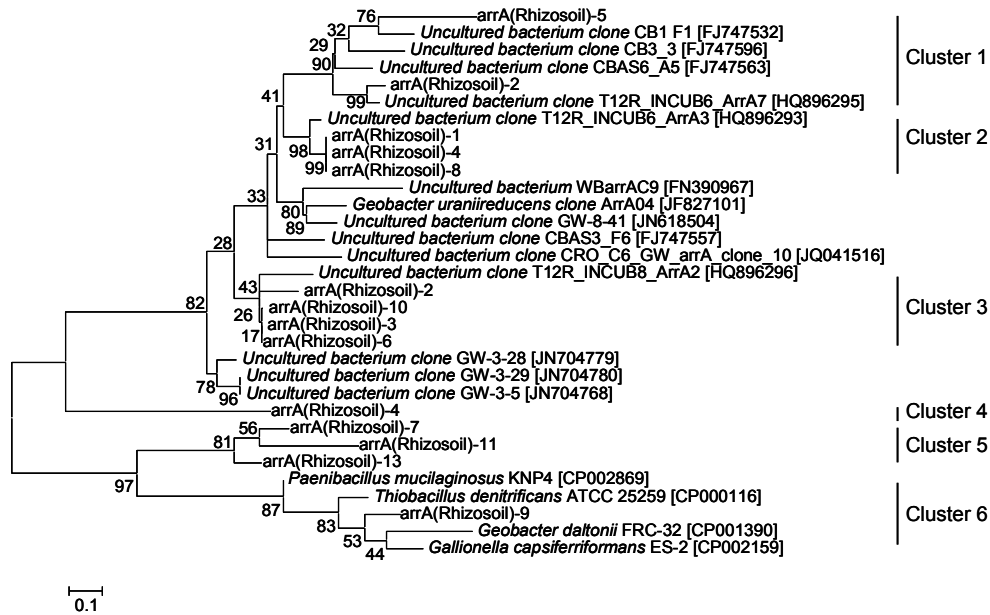 76 arrA(Rhizosoil)-5
32 Uncultured bacterium clone CB1 F1 [FJ747532]
29 Uncultured bacterium clone CB3_3 [FJ747596]
Cluster 1
90 Uncultured bacterium clone CBAS6_A5 [FJ747563]
arrA(Rhizosoil)-2
99 Uncultured bacterium clone T12R_INCUB6_ArrA7 [HQ896295]
41
Uncultured bacterium clone T12R_INCUB6_ArrA3 [HQ896293]
arrA(Rhizosoil)-1
Cluster 2
31
98 arrA(Rhizosoil)-4
99 arrA(Rhizosoil)-8
Uncultured bacterium WBarrAC9 [FN390967]
33
80 Geobacter uraniireducens clone ArrA04 [JF827101]
89 Uncultured bacterium clone GW-8-41 [JN618504]
28
Uncultured bacterium clone CBAS3_F6 [FJ747557]
Uncultured bacterium clone CRO_C6_GW_arrA_clone_10 [JQ041516]
Uncultured bacterium clone T12R_INCUB8_ArrA2 [HQ896296]
43 arrA(Rhizosoil)-2
82
arrA(Rhizosoil)-10
Cluster 3
26 arrA(Rhizosoil)-3
17 arrA(Rhizosoil)-6
Uncultured bacterium clone GW-3-28 [JN704779]
78 Uncultured bacterium clone GW-3-29 [JN704780]
96 Uncultured bacterium clone GW-3-5 [JN704768]
arrA(Rhizosoil)-4 Cluster 4
56 arrA(Rhizosoil)-7
81 arrA(Rhizosoil)-11 Cluster 5
arrA(Rhizosoil)-13
97
Paenibacillus mucilaginosus KNP4 [CP002869]
Thiobacillus denitrificans ATCC 25259 [CP000116]
87
arrA(Rhizosoil)-9 Cluster 6
83
53 Geobacter daltonii FRC-32 [CP001390]
44 Gallionella capsiferriformans ES-2 [CP002159]
0.1